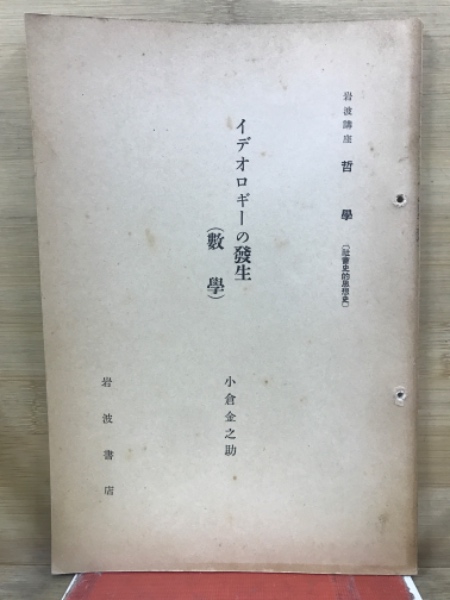 岩波講座 哲學 〔社會史的思想史〕
イデオロギーの發生
(數學)
小倉金之助
岩波書店